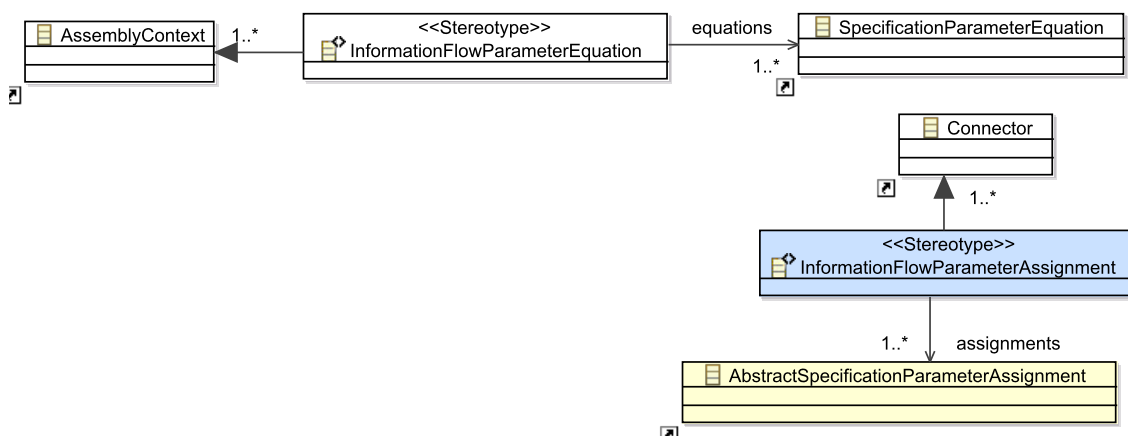 AssemblyContext
1..*
<<Stereotype>>
InformationFlowParameterEquation
equations
1..*
SpecificationParameterEquation
Connector
1..*
<<Stereotype>>
InformationFlowParameterAssignment
1..*
assignments
AbstractSpecificationParameterAssignment